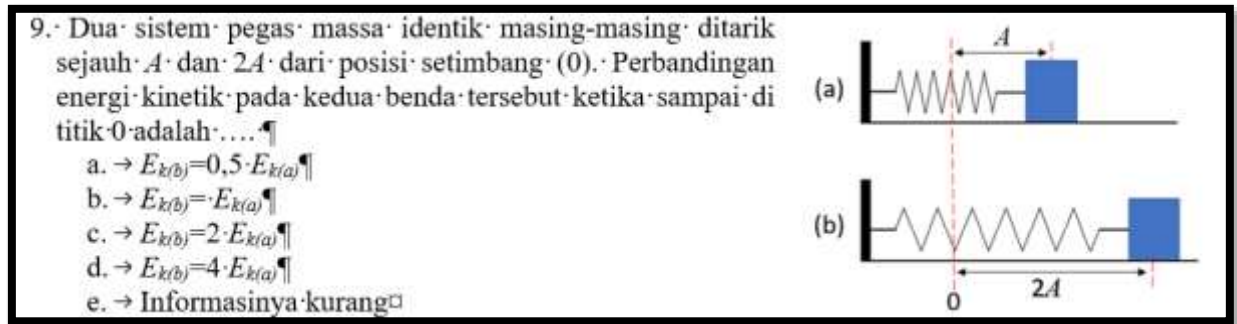 9. Dua sistem pegas massa identik masing-masing ditarik
sejauh A dan 2A dari posisi setimbang (0). Perbandingan
energi kinetik pada kedua benda tersebut ketika sampai di
titik 0 adalah .... ¶
a. → Ek(b)=0,5 Ek(a)¶
b. → Ek(b)= Ek(a)¶
c. → Ek(b)=2 Ek(a)¶
d. → Ek(b)=4 Ek(a)¶
e. → Informasinya kurang¤
A
(a)
(b)
2A
0